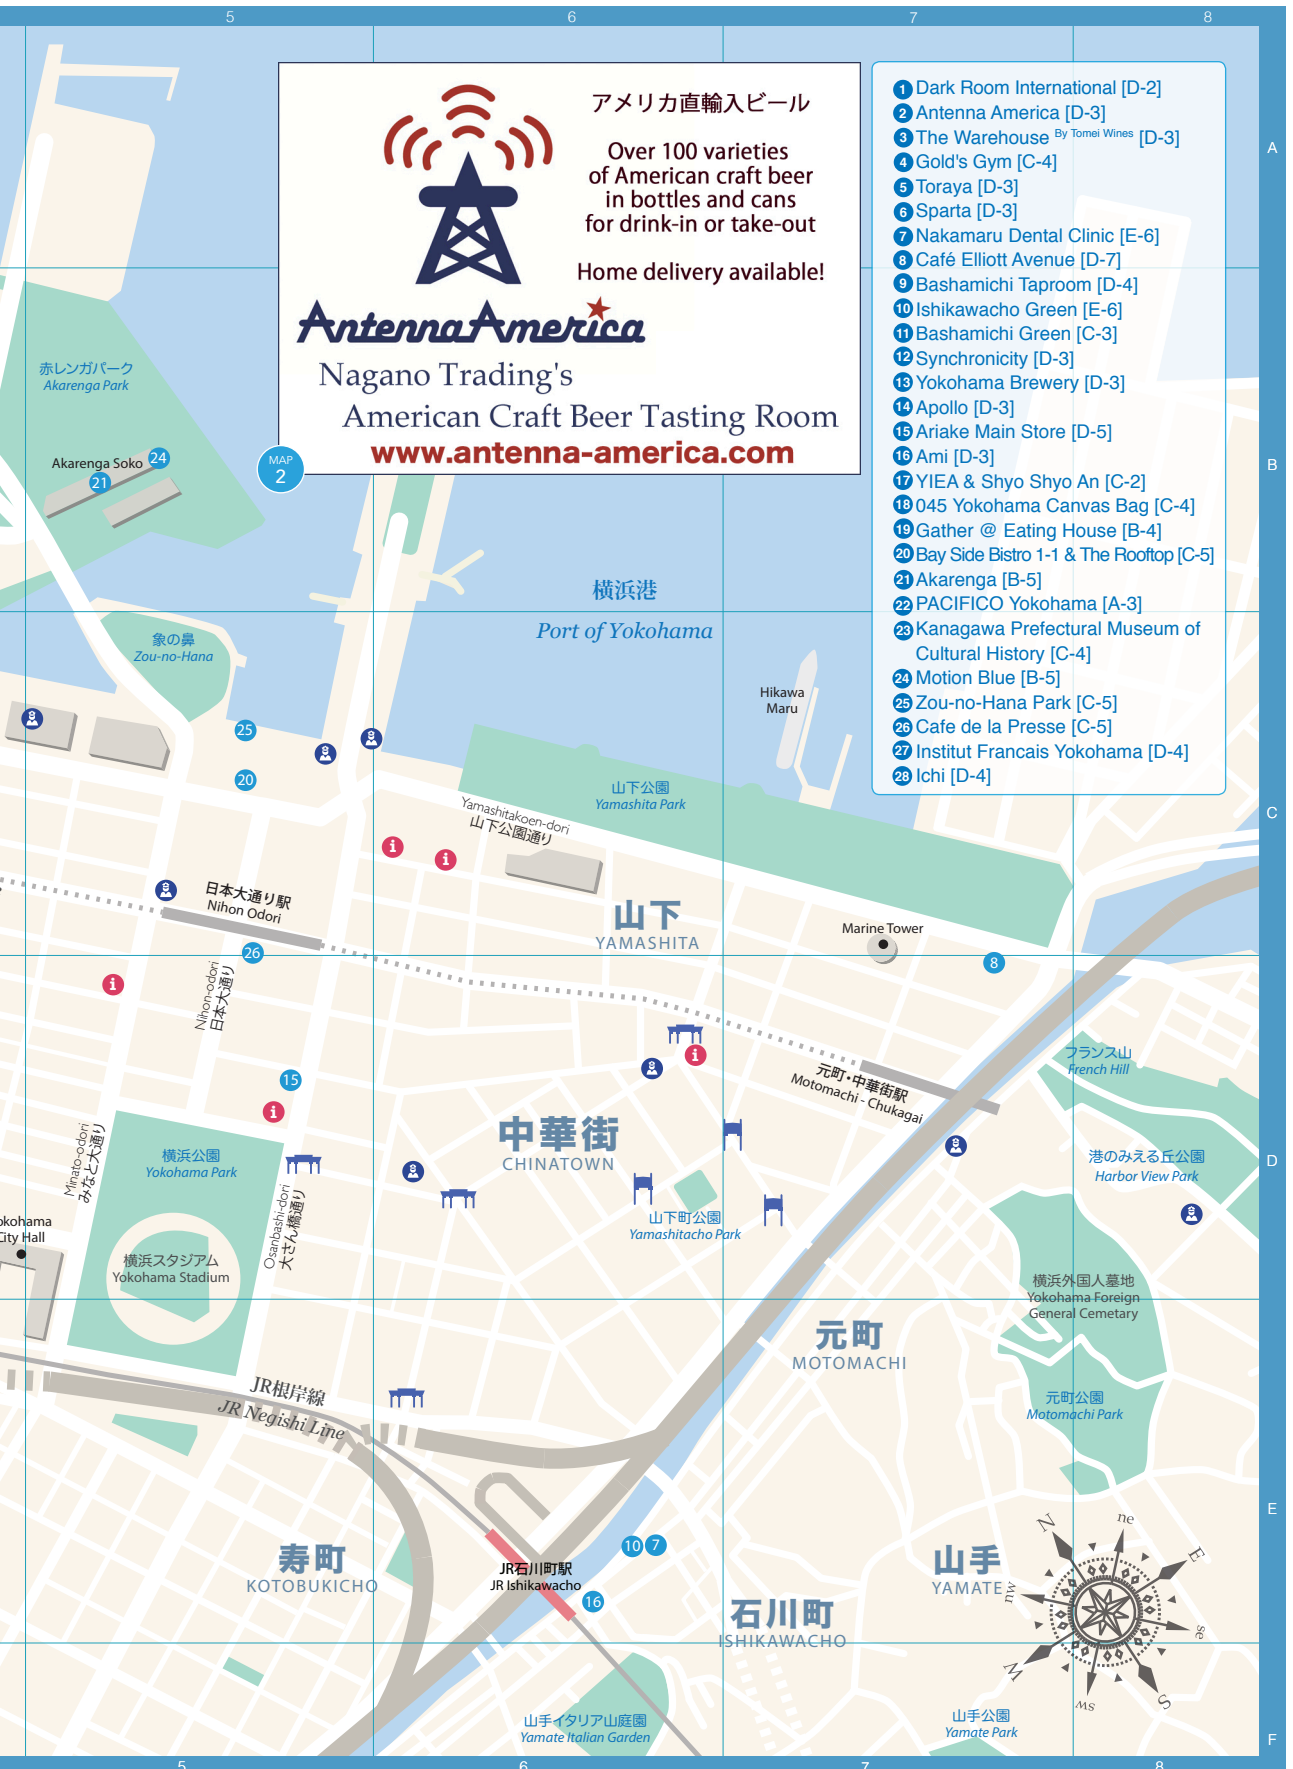 5
6
7
8
アメリカ直輸入ビール
Over 100 varieties
of American craft beer
in bottles and cans
for drink-in or take-out
Home delivery available!
Antenna America
Nagano Trading's
American Craft Beer Tasting Room
www.antenna-america.com
MAP
2
1 Dark Room International [D-2]
2 Antenna America [D-3]
3 The Warehouse By Tomei Wines [D-3]
4 Gold's Gym [C-4]
5 Toraya [D-3]
6 Sparta [D-3]
7 Nakamaru Dental Clinic [E-6]
8 Café Elliott Avenue [D-7]
9 Bashamichi Taproom [D-4]
10 Ishikawacho Green [E-6]
11 Bashamichi Green [C-3]
12 Synchronicity [D-3]
13 Yokohama Brewery [D-3]
14 Apollo [D-3]
15 Ariake Main Store [D-5]
16 Ami [D-3]
17 YIEA & Shyo Shyo An [C-2]
18 045 Yokohama Canvas Bag [C-4]
19 Gather @ Eating House [B-4]
20 Bay Side Bistro 1-1 & The Rooftop [C-5]
21 Akarenga [B-5]
22 PACIFICO Yokohama [A-3]
23 Kanagawa Prefectural Museum of
Cultural History [C-4]
24 Motion Blue [B-5]
25 Zou-no-Hana Park [C-5]
26 Cafe de la Presse [C-5]
27 Institut Francais Yokohama [D-4]
28 Ichi [D-4]
A
赤レンガパーク
Akarenga Park
Akarenga Soko
24
21
B
横浜港
Port of Yokohama
象の鼻
Zou-no-Hana
Hikawa
Maru
25
20
山下公園
Yamashita Park
Yamashitakoen-dori
山下公園通り
C
日本大通り駅
Nihon Odori
山下
YAMASHITA
Marine Tower
26
8
Nihon-odori
日本大通り
フランス山
French Hill
元町・中華街駅
Motomachi - Chukagai
15
中華街
CHINATOWN
横浜公園
Yokohama Park
Minato-odori
みなと大通り
港のみえる丘公園
Harbor View Park
D
Osanbashi-dori
大さん橋通り
山下町公園
Yamashitacho Park
okohama
City Hall
横浜スタジアム
Yokohama Stadium
横浜外国人墓地
Yokohama Foreign
General Cemetary
元町
MOTOMACHI
JR根岸線
JR Negishi Line
元町公園
Motomachi Park
E
10
7
寿町
KOTOBUKICHO
JR石川町駅
JR Ishikawacho
16
山手
YAMATE
石川町
ISHIKAWACHO
N
ne
E
se
S
sw
W
nw
山手イタリア山庭園
Yamate Italian Garden
山手公園
Yamate Park
F
5
6
7
8